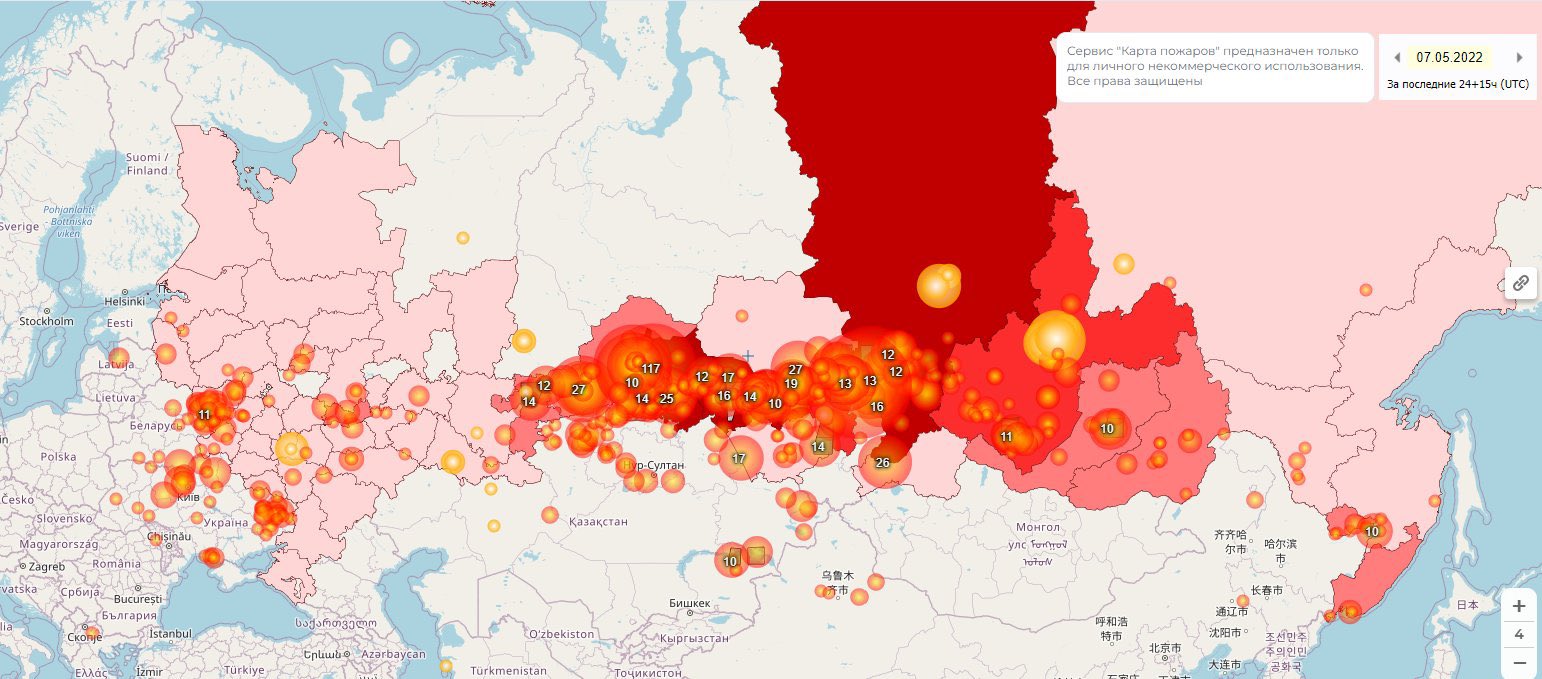 Сервис "Карта пожаров" предназначен только
для личного некоммерческого использования.
Все права защищены
07.05.2022
За последние 24+15ч (UTC)
Suomi /
Finland
Pohjanlahti
- Bottniska
viken
Sverige
Helsinki
Stockholm
Eesti
Latvija
Lietuva
Беларусь
12
117
12
12
17
27
12
27
10
19
13
13
14
14
25
16
14
10
16
11
11
10
Polska
17
14
26
Нур-Султан
Česko
Київ
Slovensko
Україна
Қазақстан
Монгол
улс
10
Magyarország
Chișinău
齐齐哈
尔市
哈尔滨
市
Zagreb
România
10
乌鲁木
齐市
长春市
Србија
București
Бишкек
通辽市
日本
България
საქართველო
呼和浩
特市
沈阳市
4
Скопје
İstanbul
O'zbekiston
Кыргызстан
조선민주
주의인민
공화국
Երևան
Azərbaycan
北京市
Ελλάς
İzmir
Türkiye
Türkmenistan
Тоҷикистон
大连市